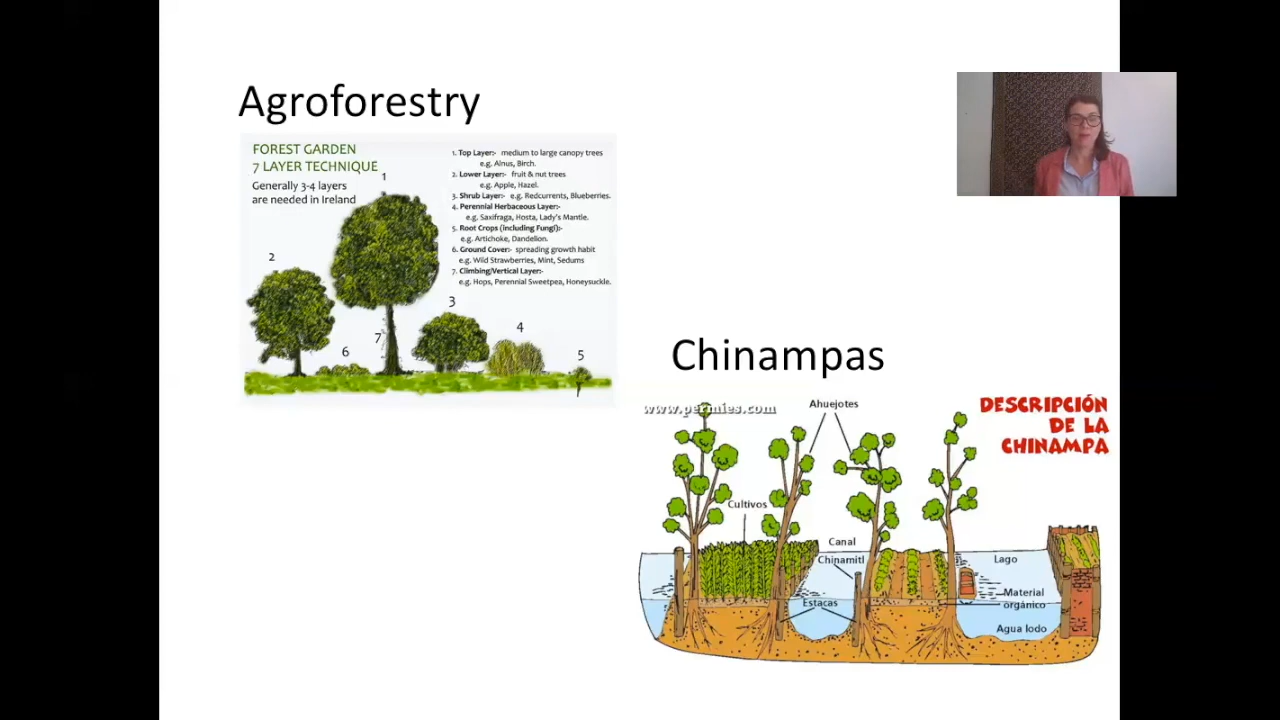 Agroforestry
FOREST GARDEN
7 LAYER TECHNIQUE
Generally 3-4 layers
are needed in Ireland
1. Top Layer:- medium to large canopy trees
e.g. Alnus, Birch.
2. Lower Layer:- fruit & nut trees
e.g. Apple, Hazel.
3. Shrub Layer:- e.g. Redcurrents, Blueberries.
4. Perennial Herbaceous Layer:-
e.g. Saxifraga, Hosta, Lady's Mantle.
5. Root Crops (including Fungi):-
e.g. Artichoke, Dandelion.
6. Ground Cover:- spreading growth habit
e.g. Wild Strawberries, Mint, Sedums
7. Climbing/Vertical Layer:-
e.g. Hops, Perennial Sweetpea, Honeysuckle.
1
2
3
4
5
6
7
Chinampas
www.permies.com
Ahuejotes
DESCRIPCIÓN
DE LA
CHINAMPA
Cultivos
Canal
Chinamitl
Lago
Estacas
Material
orgánico
Agua lodo